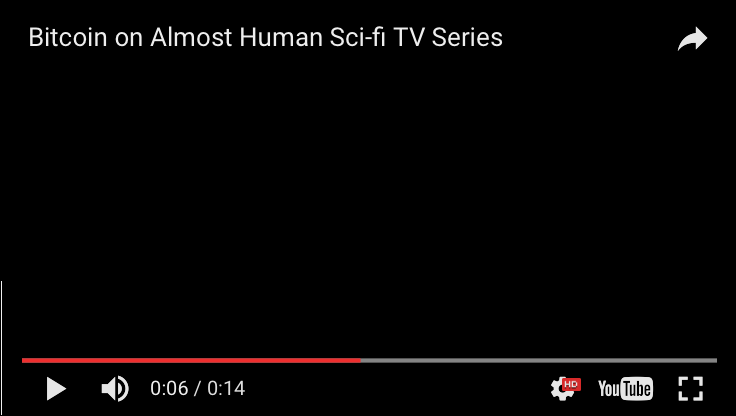 Bitcoin on Almost Human Sci-fi TV Series
0:06 / 0:14
HD
YouTube